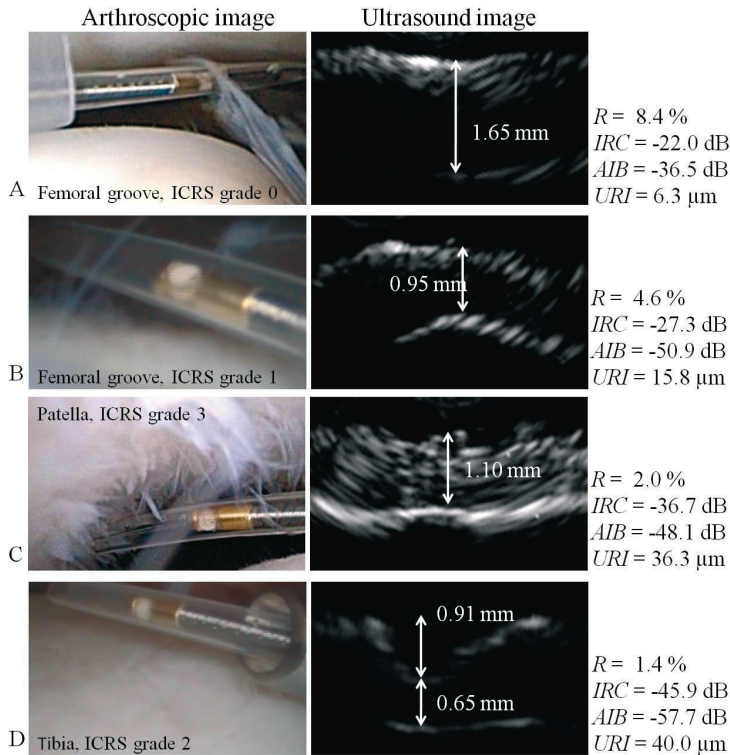 Arthroscopic image
Ultrasound image
A
Femoral groove, ICRS grade 0
1.65 mm
R = 8.4 %
IRC = -22.0 dB
AIB = -36.5 dB
URI = 6.3 µm
B
Femoral groove, ICRS grade 1
0.95 mm
R = 4.6 %
IRC = -27.3 dB
AIB = -50.9 dB
URI = 15.8 µm
C
Patella, ICRS grade 3
1.10 mm
R = 2.0 %
IRC = -36.7 dB
AIB = -48.1 dB
URI = 36.3 µm
D
Tibia, ICRS grade 2
0.91 mm
0.65 mm
R = 1.4 %
IRC = -45.9 dB
AIB = -57.7 dB
URI = 40.0 µm